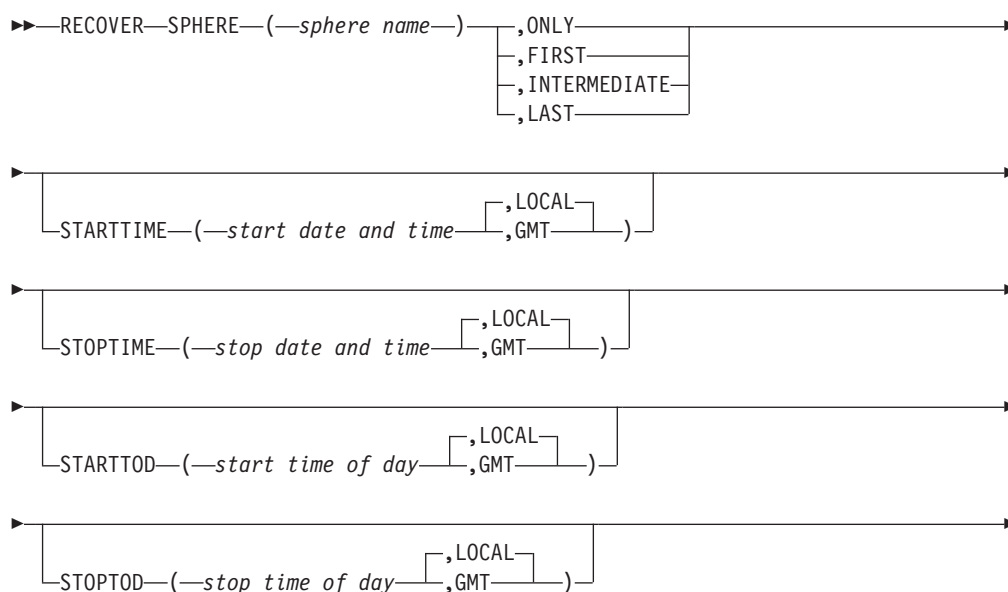 RECOVER SPHERE ( sphere name ) ,ONLY
,FIRST
,INTERMEDIATE
,LAST
,LOCAL
STARTTIME ( start date and time ,GMT )
,LOCAL
STOPTIME ( stop date and time ,GMT )
,LOCAL
STARTTOD ( start time of day ,GMT )
,LOCAL
STOPTOD ( stop time of day ,GMT )